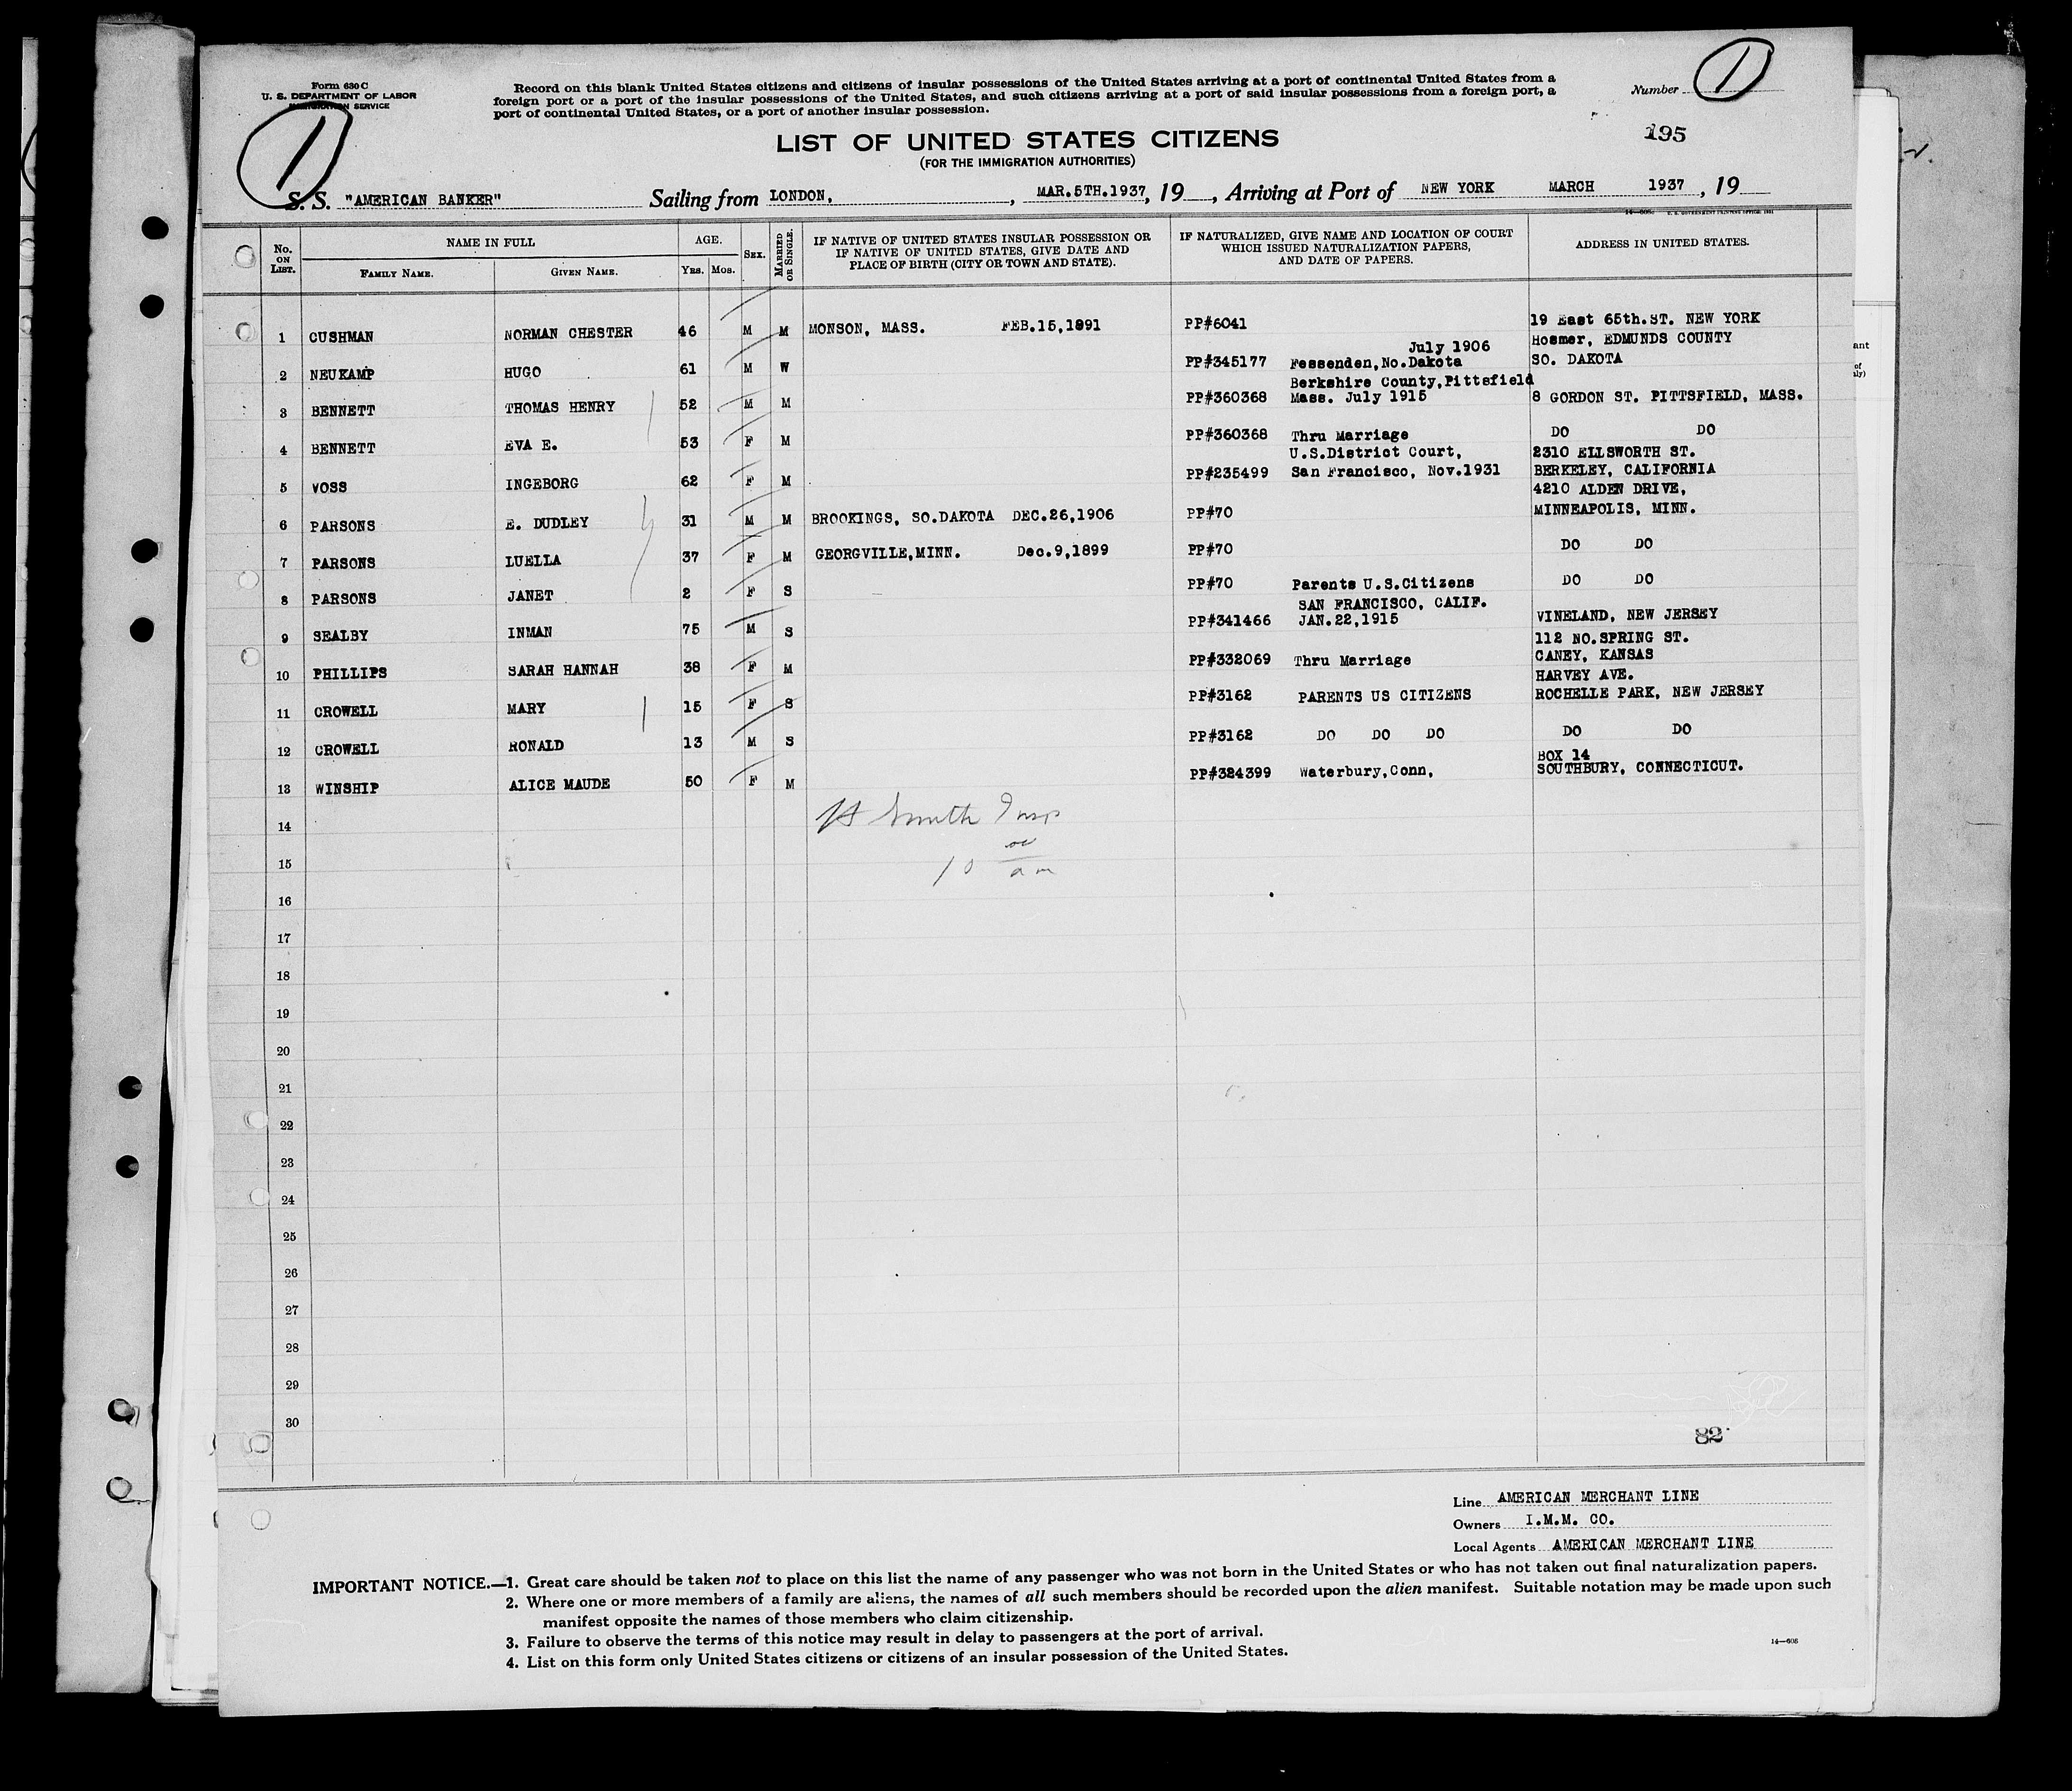 Form 630 C
U. S. DEPARTMENT OF LABOR
IMMIGRATION SERVICE
Record on this blank United States citizens and citizens of insular possessions of the United States arriving at a port of continental United States from a
foreign port or a port of the insular possessions of the United States, and such citizens arriving at a port of said insular possessions from a foreign port, a
port of continental United States, or a port of another insular possession.
Number 1
1
195
LIST OF UNITED STATES CITIZENS
(FOR THE IMMIGRATION AUTHORITIES)
S. S. "AMERICAN BANKER" Sailing from LONDON, , MAR.5TH.1937, 19 , Arriving at Port of NEW YORK MARCH 1937 , 19
No. ON LIST. NAME IN FULL FAMILY NAME. GIVEN NAME. AGE. YRS. MOS. SEX. MARRIED OR SINGLE. IF NATIVE OF UNITED STATES INSULAR POSSESSION OR IF NATIVE OF UNITED STATES, GIVE DATE AND PLACE OF BIRTH (CITY OR TOWN AND STATE). IF NATURALIZED, GIVE NAME AND LOCATION OF COURT WHICH ISSUED NATURALIZATION PAPERS, AND DATE OF PAPERS. ADDRESS IN UNITED STATES.
1 CUSHMAN NORMAN CHESTER 46 M M MONSON, MASS. FEB.15,1891 PP#6041 19 East 65th.ST. NEW YORK
2 NEUKAMP HUGO 61 M W PP#345177 Fessenden,No.Dakota July 1906 Hosmer, EDMUNDS COUNTY SO. DAKOTA
3 BENNETT THOMAS HENRY 52 M M PP#360368 Berkshire County,Pittsfield Mass. July 1915 8 GORDON ST. PITTSFIELD, MASS.
4 BENNETT EVA E. 53 F M PP#360368 Thru Marriage DO DO
5 VOSS INGEBORG 62 F M PP#235499 U.S.District Court, San Francisco, Nov.1931 2310 ELLSWORTH ST. BERKELEY, CALIFORNIA
6 PARSONS E. DUDLEY 31 M M BROOKINGS, SO.DAKOTA DEC.26,1906 PP#70 4210 ALDEN DRIVE, MINNEAPOLIS, MINN.
7 PARSONS LUELLA 37 F M GEORGVILLE,MINN. Dec.9,1899 PP#70 DO DO
8 PARSONS JANET 2 F S PP#70 Parents U.S.Citizens DO DO
9 SEALBY INMAN 75 M S PP#341466 SAN FRANCISCO, CALIF. JAN.22,1915 VINELAND, NEW JERSEY
10 PHILLIPS SARAH HANNAH 38 F M PP#332069 Thru Marriage 112 NO.SPRING ST. CANEY, KANSAS
11 CROWELL MARY 15 F S PP#3162 PARENTS US CITIZENS HARVEY AVE. ROCHELLE PARK, NEW JERSEY
12 CROWELL RONALD 13 M S PP#3162 DO DO DO DO DO
13 WINSHIP ALICE MAUDE 50 F M PP#324399 Waterbury,Conn, BOX 14 SOUTHBURY, CONNECTICUT.
14 Smith Insp
15 10 am
16
17
18
19
20
21
22
23
24
25
26
27
28
29
30
82
Line AMERICAN MERCHANT LINE
Owners I.M.M. CO.
Local Agents AMERICAN MERCHANT LINE
IMPORTANT NOTICE.—1. Great care should be taken not to place on this list the name of any passenger who was not born in the United States or who has not taken out final naturalization papers.
2. Where one or more members of a family are aliens, the names of all such members should be recorded upon the alien manifest. Suitable notation may be made upon such
manifest opposite the names of those members who claim citizenship.
3. Failure to observe the terms of this notice may result in delay to passengers at the port of arrival.
4. List on this form only United States citizens or citizens of an insular possession of the United States.
14—608